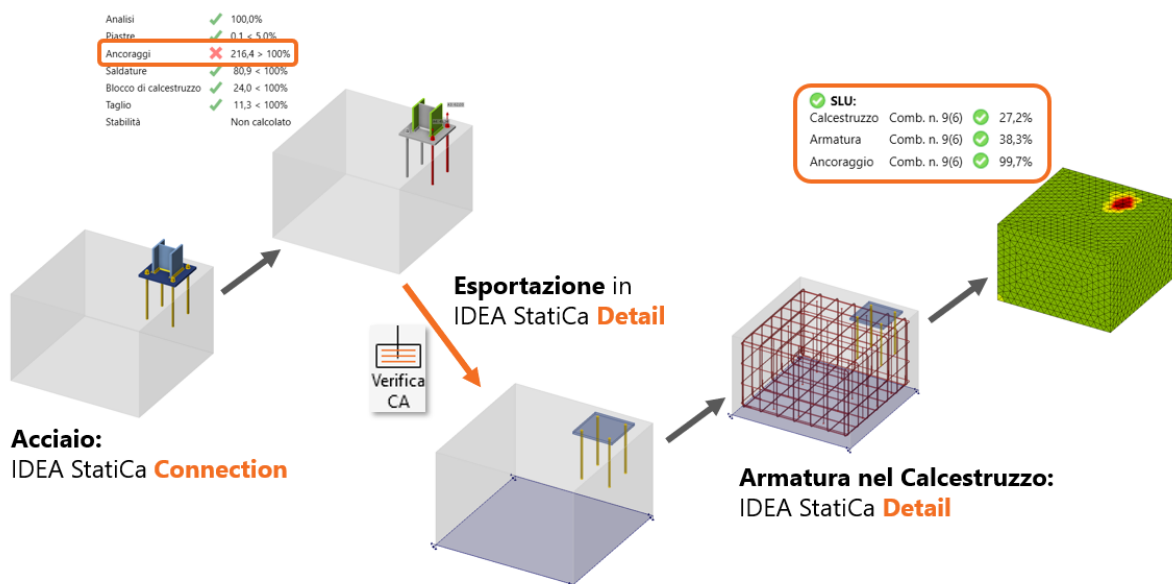 Analisi 100,0%
Piastre 0,1 < 5,0%
Ancoraggi 216,4 > 100%
Saldature 80,9 < 100%
Blocco di calcestruzzo 24,0 < 100%
Taglio 11,3 < 100%
Stabilità Non calcolato
SLU:
Calcestruzzo Comb. n. 9(6) 27,2%
Armatura Comb. n. 9(6) 38,3%
Ancoraggio Comb. n. 9(6) 99,7%
Esportazione in
IDEA StatiCa Detail
Verifica
CA
Acciaio:
IDEA StatiCa Connection
Armatura nel Calcestruzzo:
IDEA StatiCa Detail